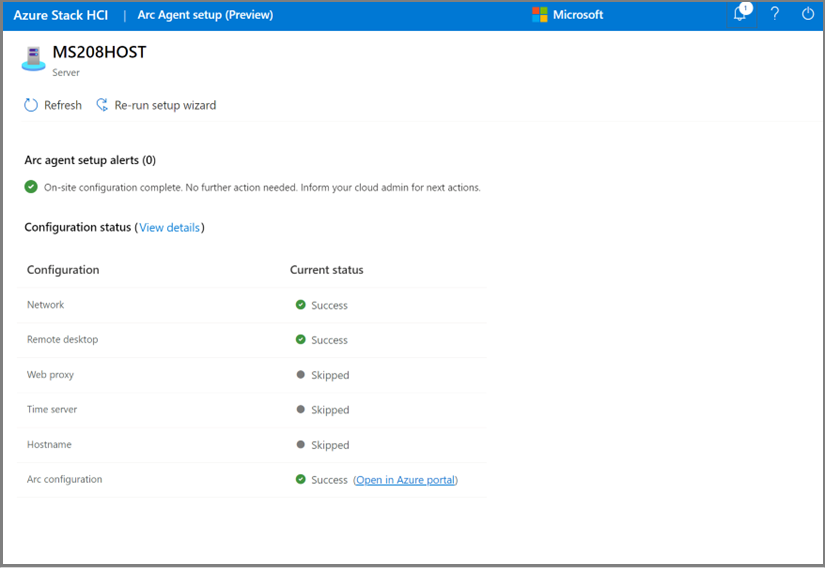 Azure Stack HCI | Arc Agent setup (Preview) Microsoft 1 ?
MS208HOST
Server
Refresh Re-run setup wizard
Arc agent setup alerts (0)
On-site configuration complete. No further action needed. Inform your cloud admin for next actions.
Configuration status (View details)
Configuration Current status
Network Success
Remote desktop Success
Web proxy Skipped
Time server Skipped
Hostname Skipped
Arc configuration Success (Open in Azure portal)